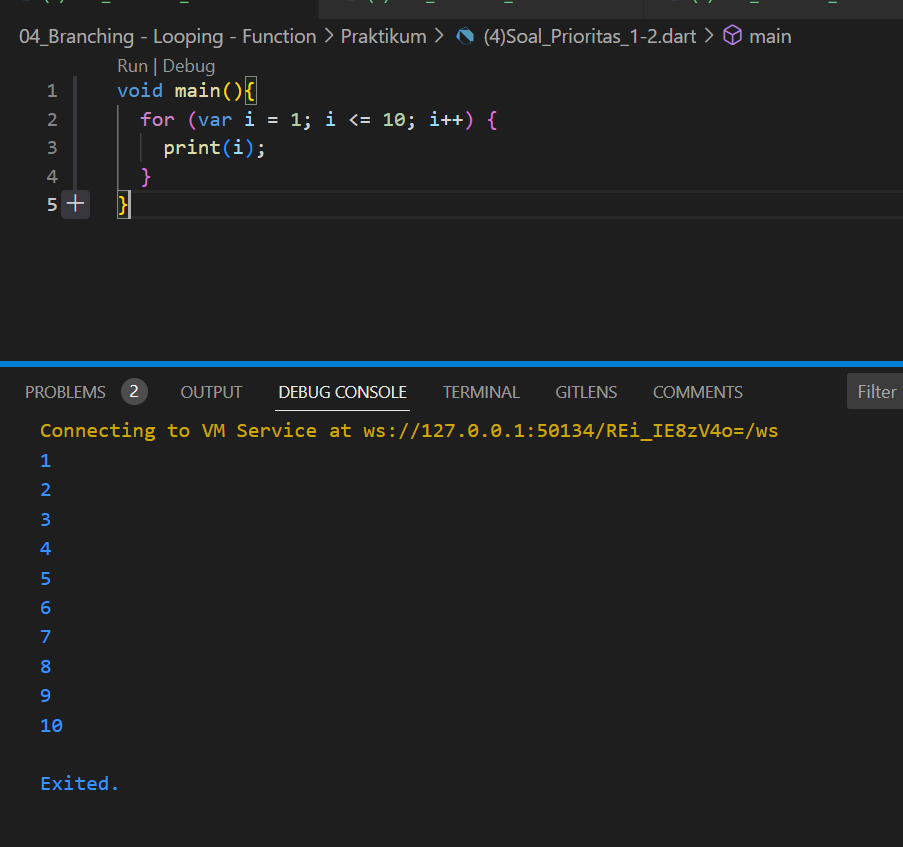 04_Branching - Looping - Function > Praktikum > (4)Soal_Prioritas_1-2.dart > main
Run | Debug
1 void main(){
2 for (var i = 1; i <= 10; i++) {
3 print(i);
4 }
5 }
PROBLEMS 2 OUTPUT DEBUG CONSOLE TERMINAL GITLENS COMMENTS Filter
Connecting to VM Service at ws://127.0.0.1:50134/REi_IE8zV4o=/ws
1
2
3
4
5
6
7
8
9
10
Exited.